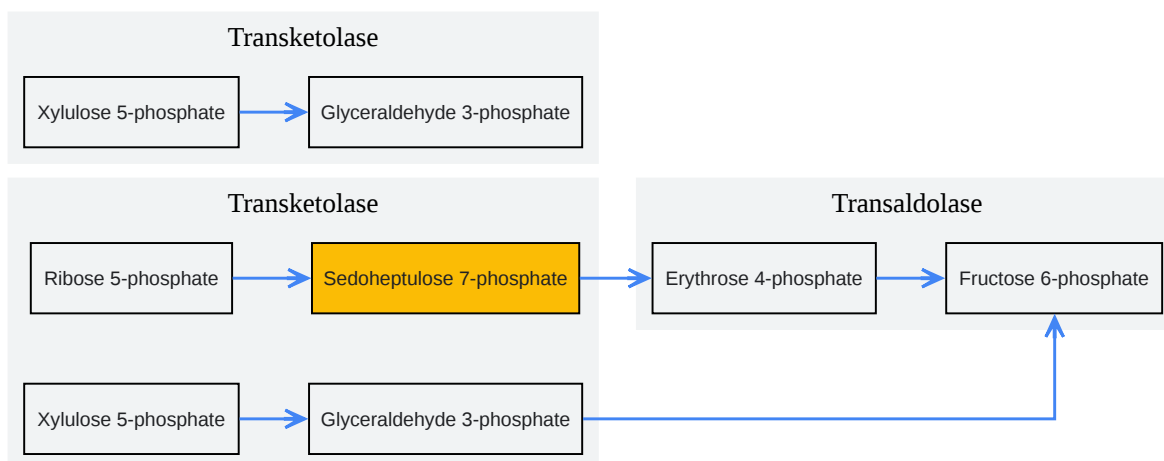 Transketolase
Xylulose 5-phosphate
Glyceraldehyde 3-phosphate
Transketolase
Transaldolase
Ribose 5-phosphate
Sedoheptulose 7-phosphate
Erythrose 4-phosphate
Fructose 6-phosphate
Xylulose 5-phosphate
Glyceraldehyde 3-phosphate